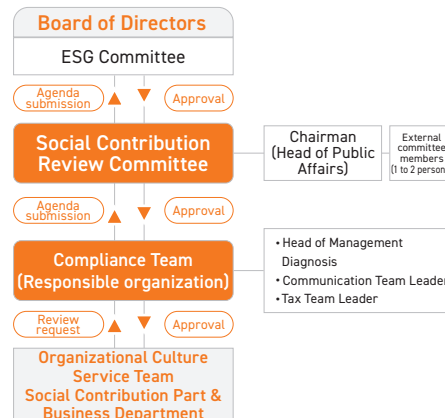 Board of Directors
ESG Committee
Agenda
submission
Approval
Social Contribution
Review Committee
Chairman
(Head of Public
Affairs)
External
committee
members
(1 to 2 person
Agenda
submission
Approval
Compliance Team
(Responsible organization)
• Head of Management
Diagnosis
• Communication Team Leader
• Tax Team Leader
Review
request
Approval
Organizational Culture
Service Team
Social Contribution Part &
Business Department